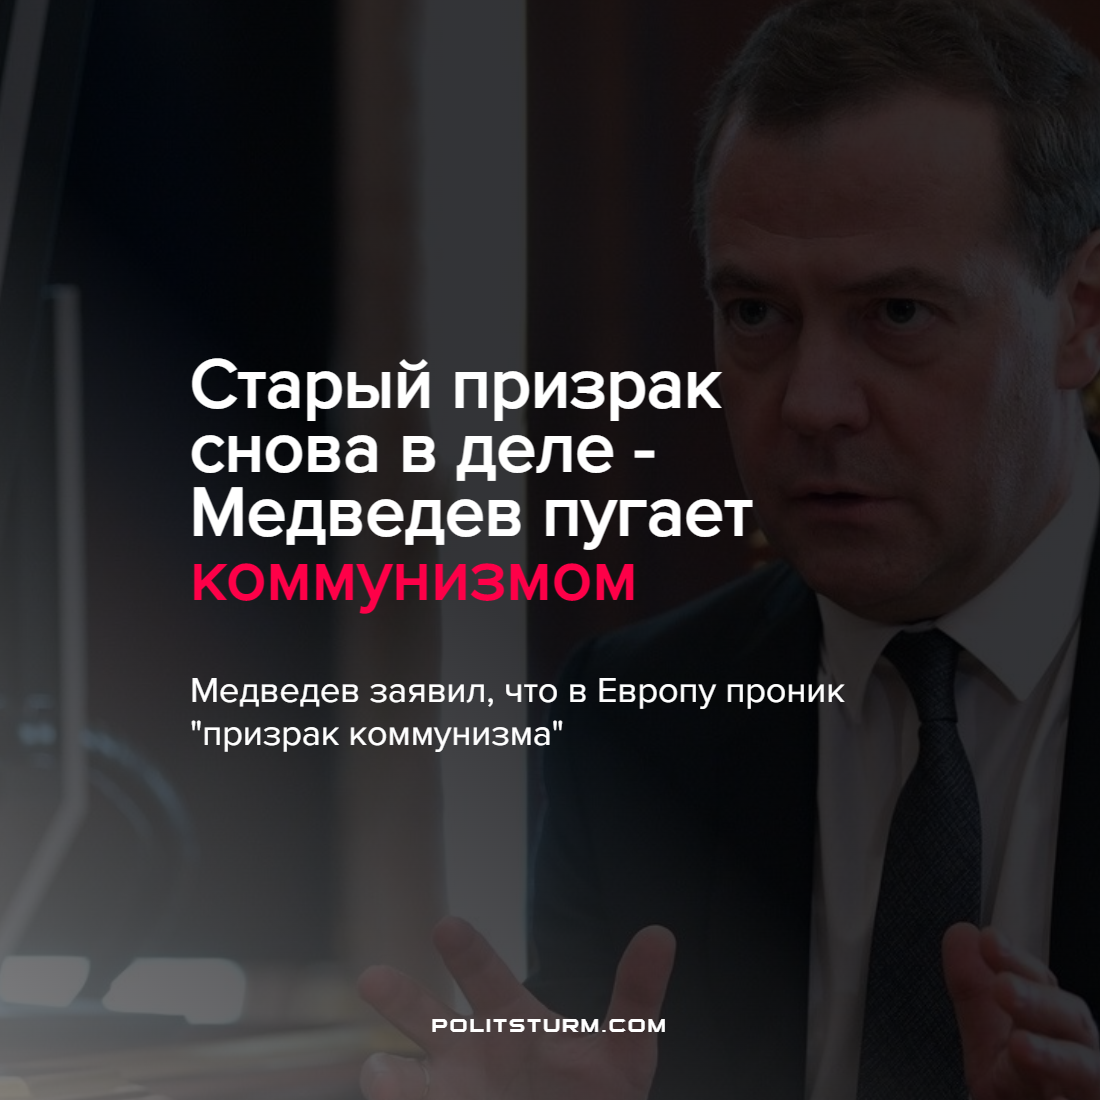 Старый призрак
снова в деле -
Медведев пугает
коммунизмом
Медведев заявил, что в Европу проник
"призрак коммунизма"
POLITSTURM.COM